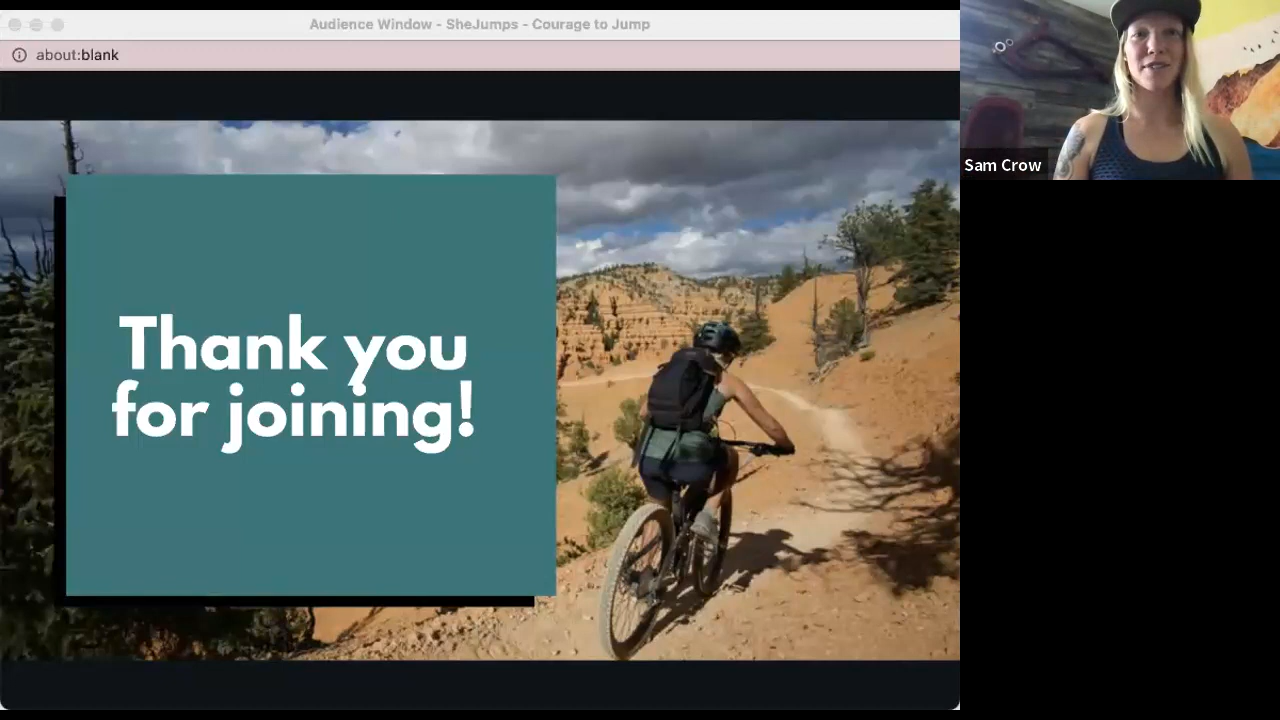 Audience Window - SheJumps - Courage to Jump
about:blank
Sam Crow
Thank you
for joining!